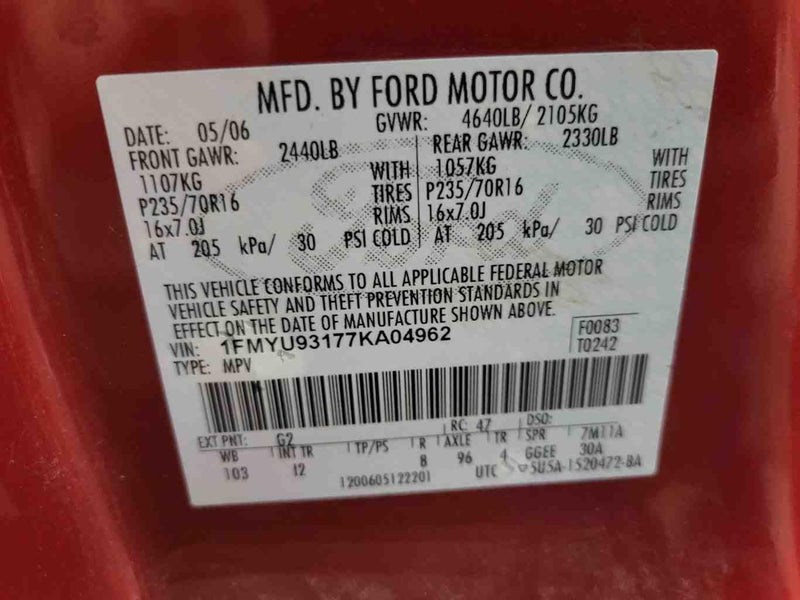 MFD. BY FORD MOTOR CO.
DATE: 05/06 GVWR: 4640LB/ 2105KG
FRONT GAWR: 2440LB REAR GAWR: 2330LB
1107KG WITH 1057KG WITH
P235/70R16 TIRES P235/70R16 TIRES
16x7.0J RIMS 16x7.0J RIMS
AT 205 kPa/ 30 PSI COLD AT 205 kPa/ 30 PSI COLD
THIS VEHICLE CONFORMS TO ALL APPLICABLE FEDERAL MOTOR
VEHICLE SAFETY AND THEFT PREVENTION STANDARDS IN
EFFECT ON THE DATE OF MANUFACTURE SHOWN ABOVE.
VIN: 1FMYU93177KA04962 F0083
TYPE: MPV T0242
EXT PNT: G2 RC: 47 DSO:
WB INT TR TP/PS R AXLE TR SPR 7M11A
103 I2 8 96 4 GGEE 30A
1200605122201 UTC 5U5A-1520472-BA
Ford